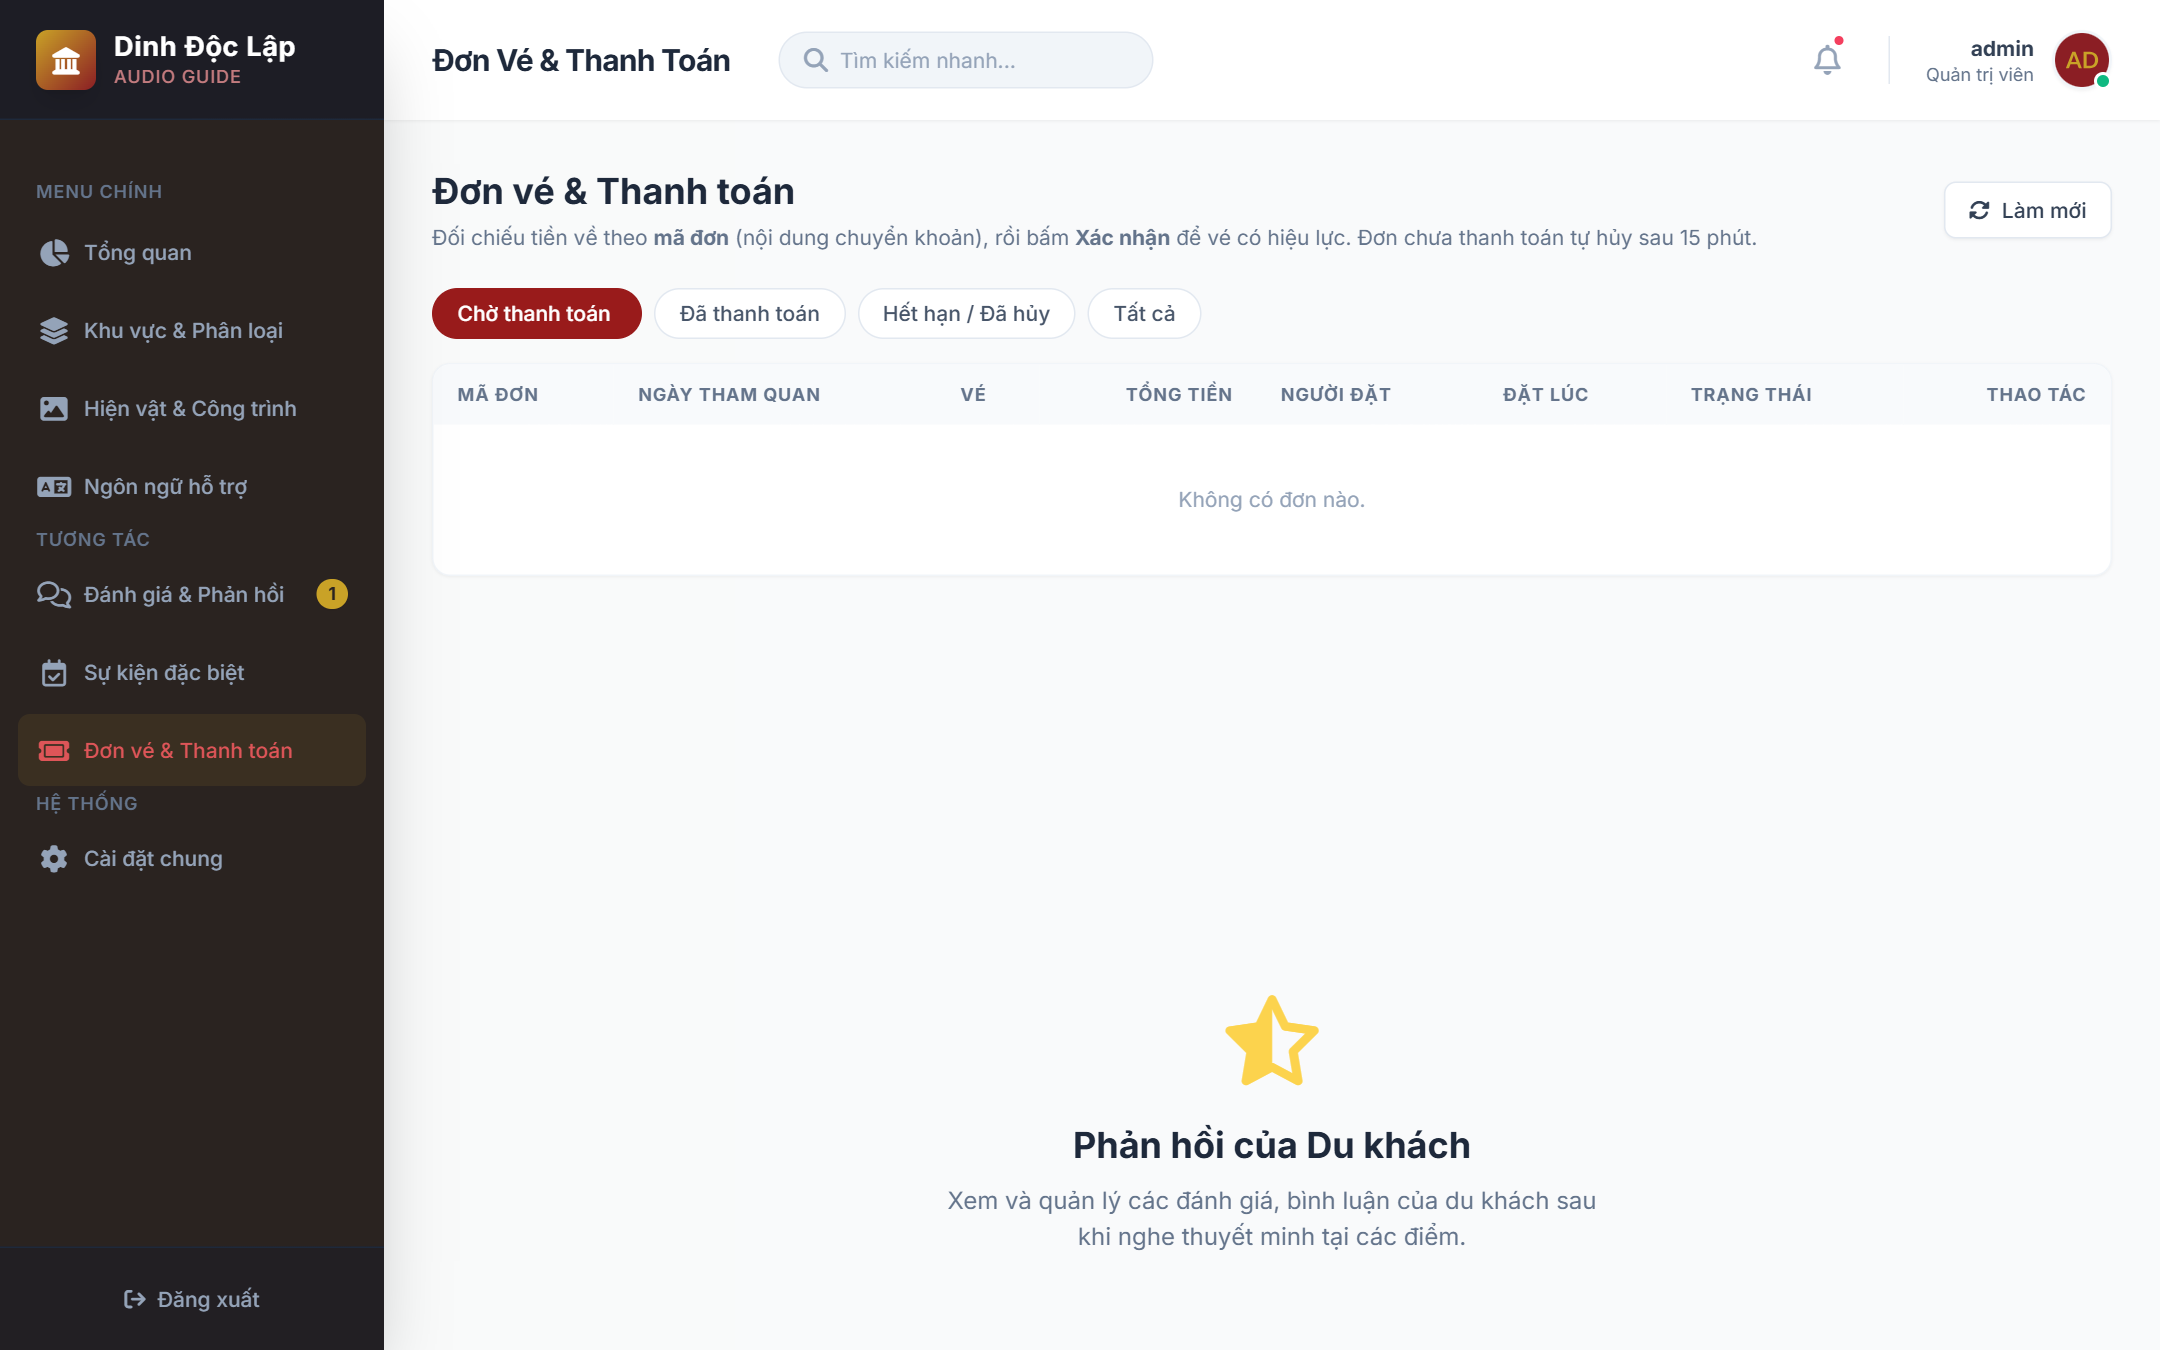 Dinh Độc Lập
AUDIO GUIDE
MENU CHÍNH
Tổng quan
Khu vực & Phân loại
Hiện vật & Công trình
Ngôn ngữ hỗ trợ
TƯƠNG TÁC
Đánh giá & Phản hồi 1
Sự kiện đặc biệt
Đơn vé & Thanh toán
HỆ THỐNG
Cài đặt chung
Đăng xuất
Đơn Vé & Thanh Toán
Tìm kiếm nhanh...
admin
Quản trị viên
AD
Đơn vé & Thanh toán
Đối chiếu tiền về theo mã đơn (nội dung chuyển khoản), rồi bấm Xác nhận để vé có hiệu lực. Đơn chưa thanh toán tự hủy sau 15 phút.
Làm mới
Chờ thanh toán Đã thanh toán Hết hạn / Đã hủy Tất cả
MÃ ĐƠN NGÀY THAM QUAN VÉ TỔNG TIỀN NGƯỜI ĐẶT ĐẶT LÚC TRẠNG THÁI THAO TÁC
Không có đơn nào.
Phản hồi của Du khách
Xem và quản lý các đánh giá, bình luận của du khách sau
khi nghe thuyết minh tại các điểm.